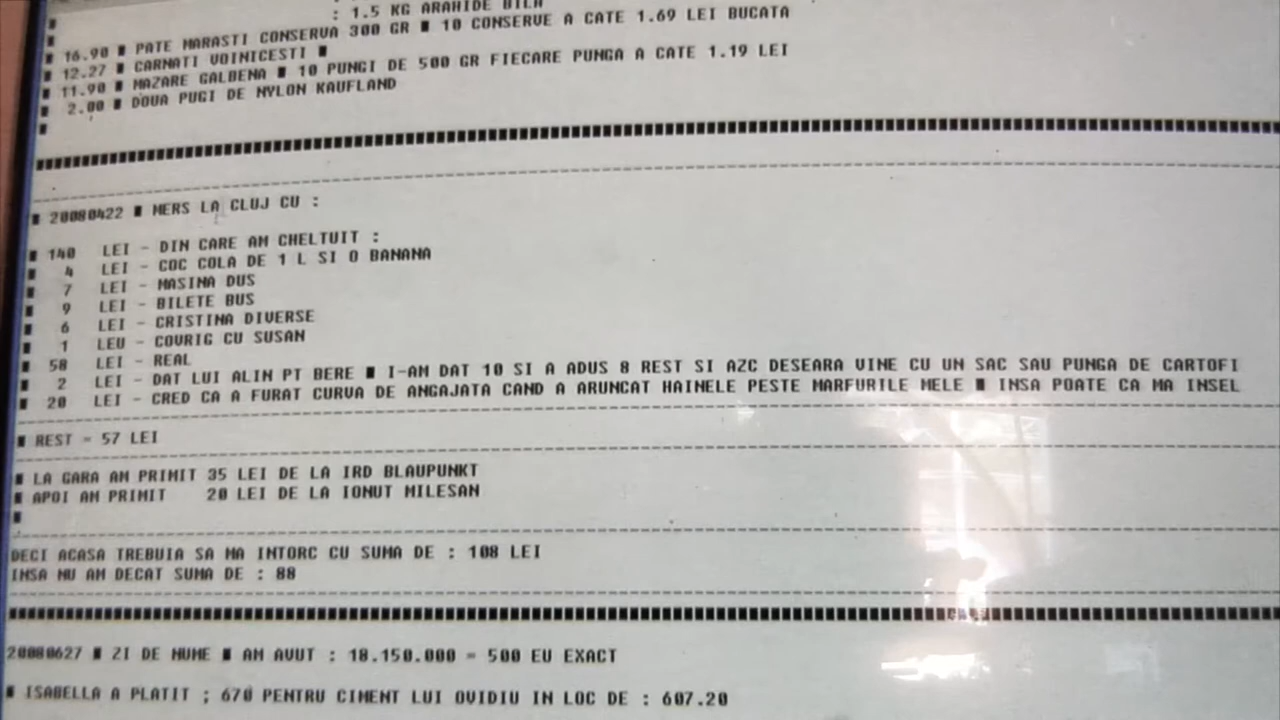 : 1.5 KG ARAHIDE
■ 16.90 ■ PATE MARASTI CONSERVA 300 GR ■ 10 CONSERVE A CATE 1.69 LEI BUCATA
■ 12.27 ■ CARNATI VOINICESTI ■
■ 11.90 ■ MAZARE GALBENA ■ 10 PUNGI DE 500 GR FIECARE PUNGA A CATE 1.19 LEI
■ 2.00 ■ DOUA PUGI DE NYLON KAUFLAND
■ 20080422 ■ MERS LA CLUJ CU :
■ 140 LEI - DIN CARE AM CHELTUIT :
■ 4 LEI - COC COLA DE 1 L SI O BANANA
■ 7 LEI - MASINA DUS
■ 9 LEI - BILETE BUS
■ 6 LEI - CRISTINA DIVERSE
■ 1 LEU - COVRIG CU SUSAN
■ 58 LEI - REAL
■ 2 LEI - DAT LUI ALIN PT BERE ■ I-AM DAT 10 SI A ADUS 8 REST SI AZC DESEARA VINE CU UN SAC SAU PUNGA DE CARTOFI
■ 20 LEI - CRED CA A FURAT CURVA DE ANGAJATA CAND A ARUNCAT HAINELE PESTE MARFURILE MELE ■ INSA POATE CA MA INSEL
■ REST = 57 LEI
■ LA GARA AM PRIMIT 35 LEI DE LA IRD BLAUPUNKT
■ APOI AM PRIMIT 20 LEI DE LA IONUT MILESAN
DECI ACASA TREBUIA SA MA INTORC CU SUMA DE : 108 LEI
INSA NU AM DECAT SUMA DE : 88
20080627 ■ ZI DE NUME ■ AM AVUT : 18.150.000 = 500 EU EXACT
■ ISABELLA A PLATIT ; 670 PENTRU CIMENT LUI OVIDIU IN LOC DE : 607.20